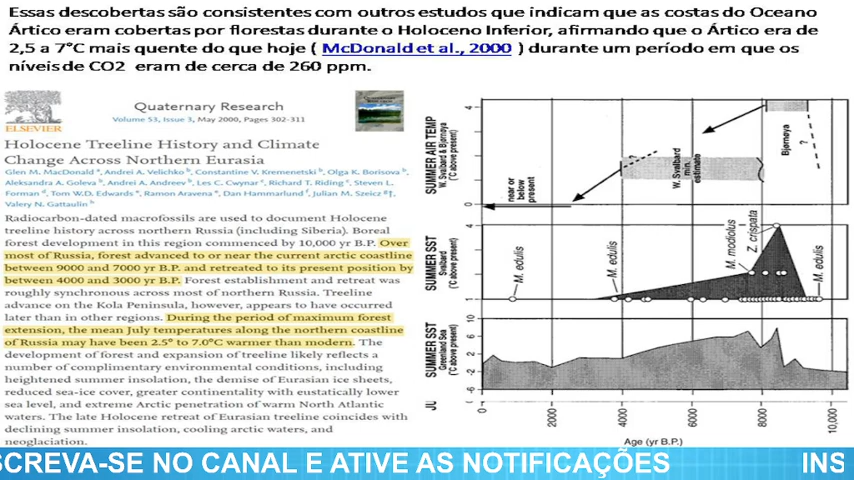 Essas descobertas são consistentes com outros estudos que indicam que as costas do Oceano
Ártico eram cobertas por florestas durante o Holoceno Inferior, afirmando que o Ártico era de
2,5 a 7°C mais quente do que hoje ( McDonald et al., 2000 ) durante um período em que os
níveis de CO2 eram de cerca de 260 ppm.
ELSEVIER
Quaternary Research
Volume 53, Issue 3, May 2000, Pages 302-311
Holocene Treeline History and Climate
Change Across Northern Eurasia
Glen M. MacDonald a, Andrei A. Velichko b, Constantine V. Kremenetski b, Olga K. Borisova b,
Aleksandra A. Goleva b, Andrei A. Andreev b, Les C. Cwynar c, Richard T. Riding c, Steven L.
Forman d, Tom W.D. Edwards e, Ramon Aravena e, Dan Hammarlund f, Julian M. Szeicz g†,
Valery N. Gattaulin h
Radiocarbon-dated macrofossils are used to document Holocene
treeline history across northern Russia (including Siberia). Boreal
forest development in this region commenced by 10,000 yr B.P. Over
most of Russia, forest advanced to or near the current arctic coastline
between 9000 and 7000 yr B.P. and retreated to its present position by
between 4000 and 3000 yr B.P. Forest establishment and retreat was
roughly synchronous across most of northern Russia. Treeline
advance on the Kola Peninsula, however, appears to have occurred
later than in other regions. During the period of maximum forest
extension, the mean July temperatures along the northern coastline
of Russia may have been 2.5° to 7.0°C warmer than modern. The
development of forest and expansion of treeline likely reflects a
number of complimentary environmental conditions, including
heightened summer insolation, the demise of Eurasian ice sheets,
reduced sea-ice cover, greater continentality with eustatically lower
sea level, and extreme Arctic penetration of warm North Atlantic
waters. The late Holocene retreat of Eurasian treeline coincides with
declining summer insolation, cooling arctic waters, and
neoglaciation.
SUMMER AIR TEMP
W. Svalbard & Bjørnøya
(°C above present)
4
2
0
near or
below
present
?
W. Svalbard
min.
estimate
Bjørnøya
?
SUMMER SST
Svalbard
(°C above present)
4
2
1
M. edulis
M. edulis
M. modiolus
Z. crispata
M. edulis
SUMMER SST
Greenland Sea
(°C above present)
10
6
2
-2
-6
JU
0
2000
4000
6000
8000
10,000
Age (yr B.P.)
SCREVA-SE NO CANAL E ATIVE AS NOTIFICAÇÕES
INS